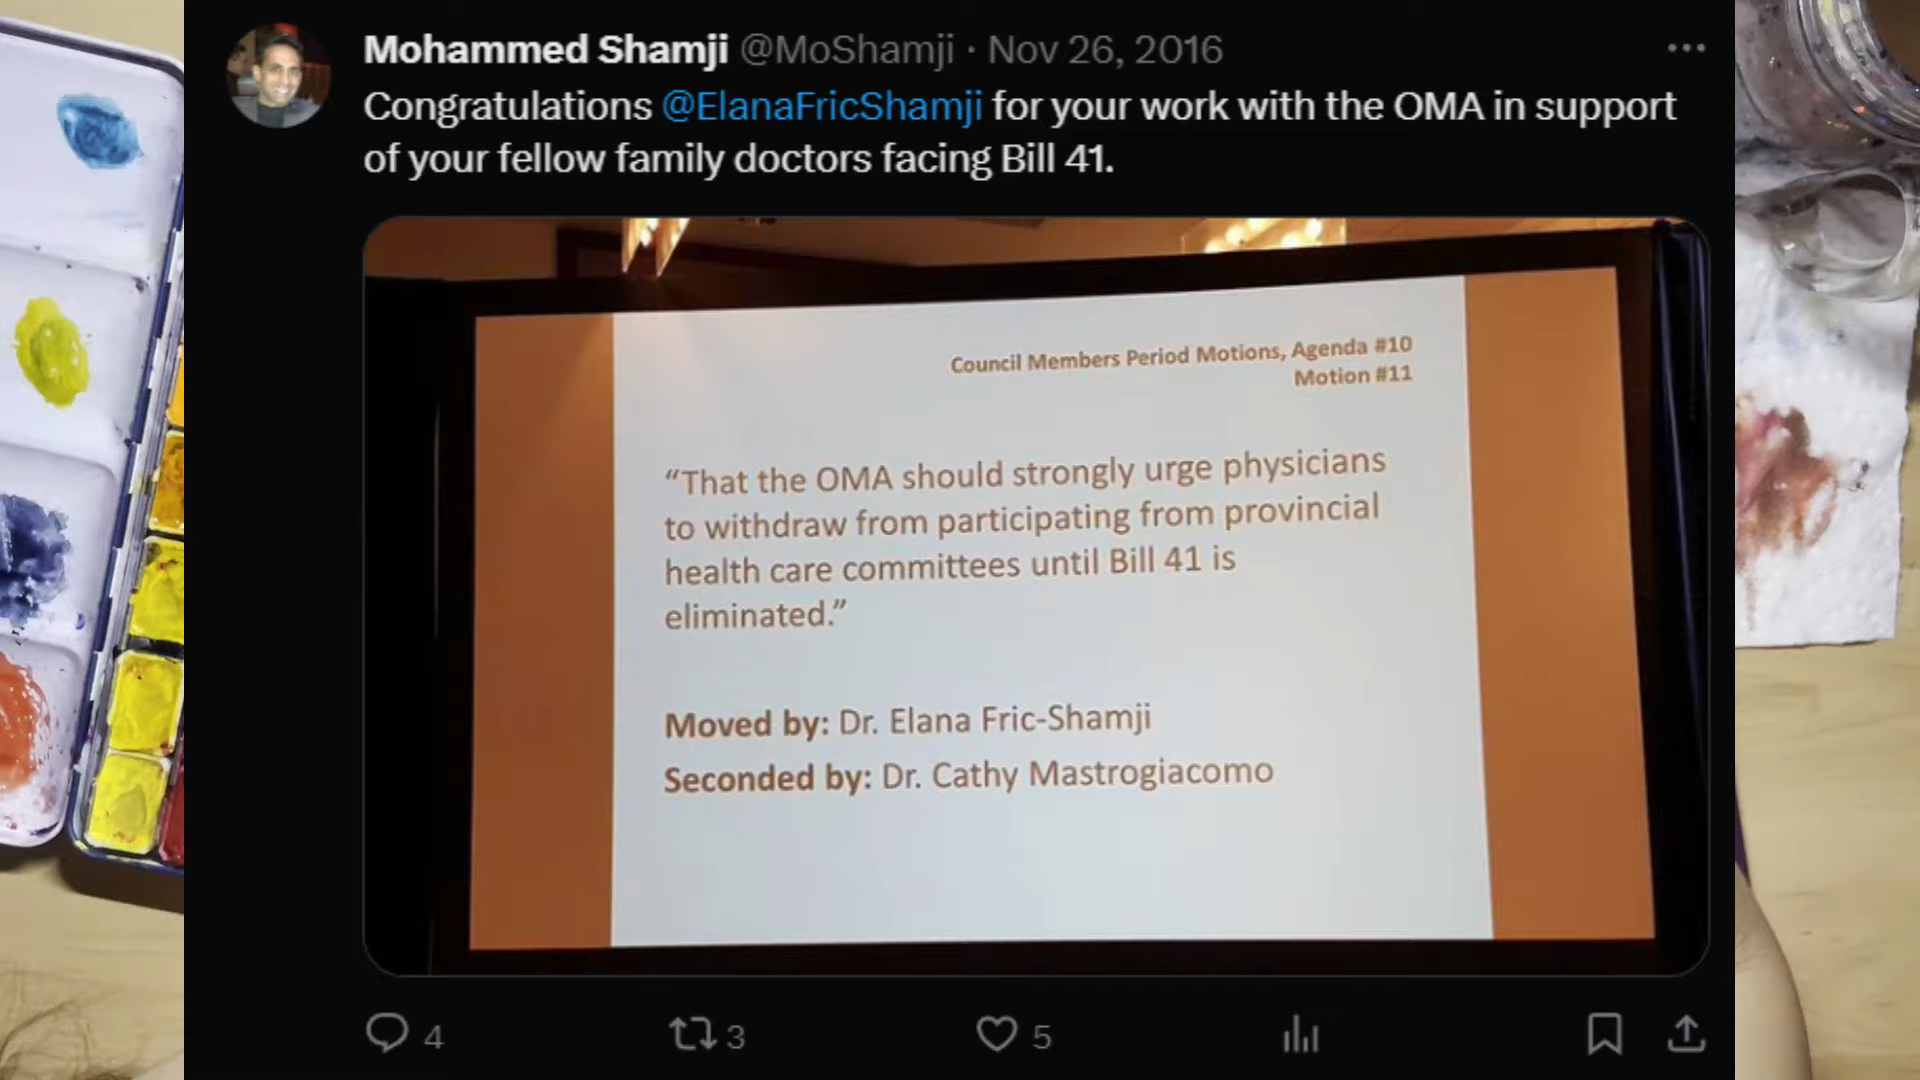 Mohammed Shamji @MoShamji · Nov 26, 2016
Congratulations @ElanaFricShamji for your work with the OMA in support
of your fellow family doctors facing Bill 41.
Council Members Period Motions, Agenda #10
Motion #11
“That the OMA should strongly urge physicians
to withdraw from participating from provincial
health care committees until Bill 41 is
eliminated.”
Moved by: Dr. Elana Fric-Shamji
Seconded by: Dr. Cathy Mastrogiacomo
4 3 5